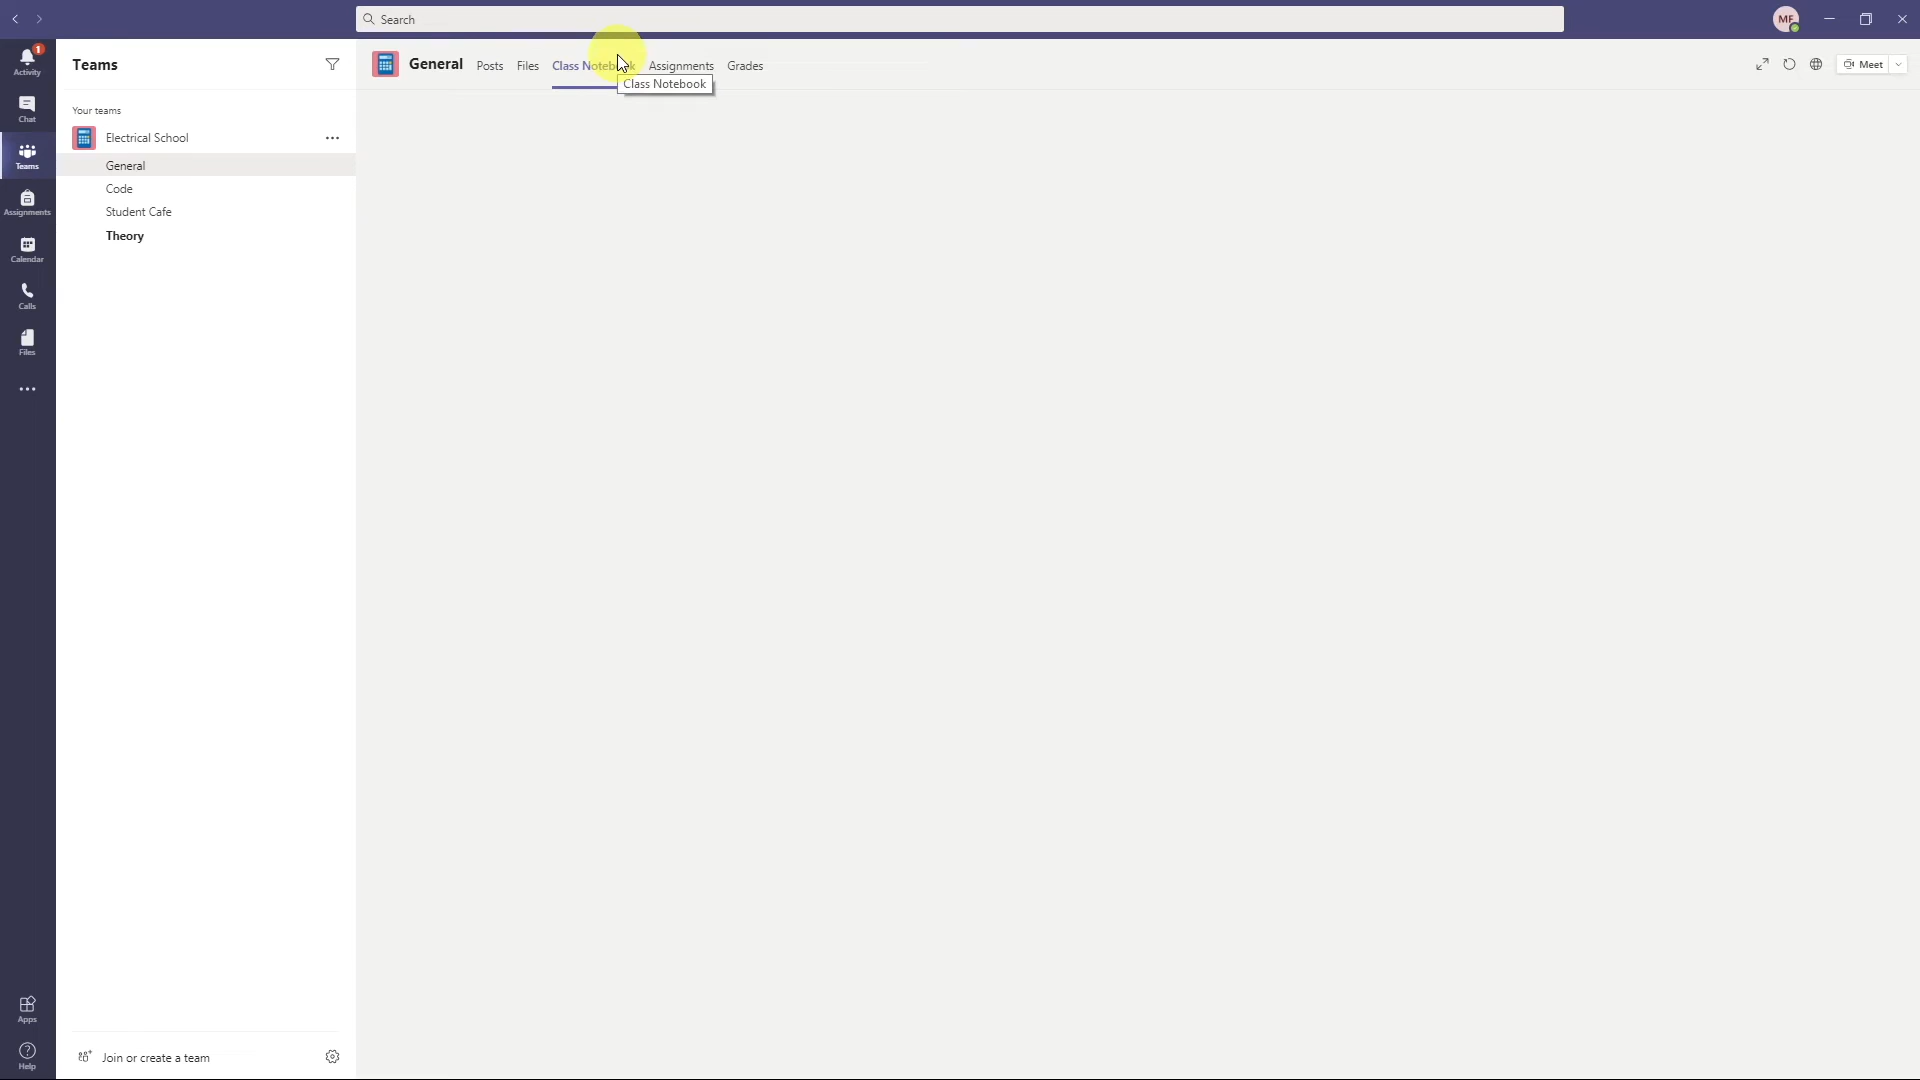 Search
MF
1
Activity
Chat
Teams
Assignments
Calendar
Calls
Files
Apps
Help
Teams
Your teams
Electrical School
General
Code
Student Cafe
Theory
Join or create a team
General Posts Files Class Notebook Assignments Grades
Class Notebook
Meet